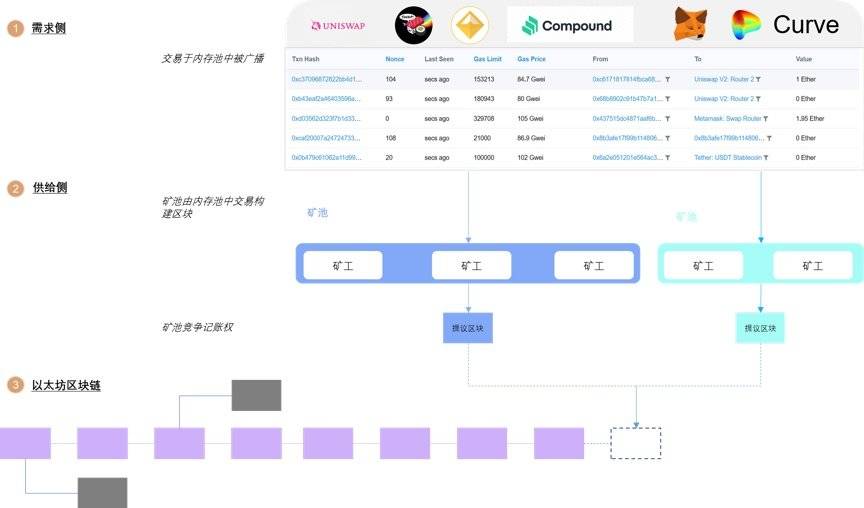 1 需求侧
UNISWAP
Compound
Curve
交易于内存池中被广播
Txn Hash Nonce Last Seen Gas Limit Gas Price From To Value
104 secs ago 153213 84.7 Gwei Uniswap V2: Router 2 1 Ether
93 secs ago 180943 80 Gwei Uniswap V2: Router 2 0 Ether
0 secs ago 329708 105 Gwei Metamask: Swap Router 1.95 Ether
108 secs ago 21000 86.9 Gwei 0 Ether
20 secs ago 100000 102 Gwei Tether: USDT Stablecoin 0 Ether
2 供给侧
矿池由内存池中交易构
建区块
矿池
矿池
矿工 矿工 矿工 矿工 矿工
矿池竞争记账权
提议区块 提议区块
3 以太坊区块链